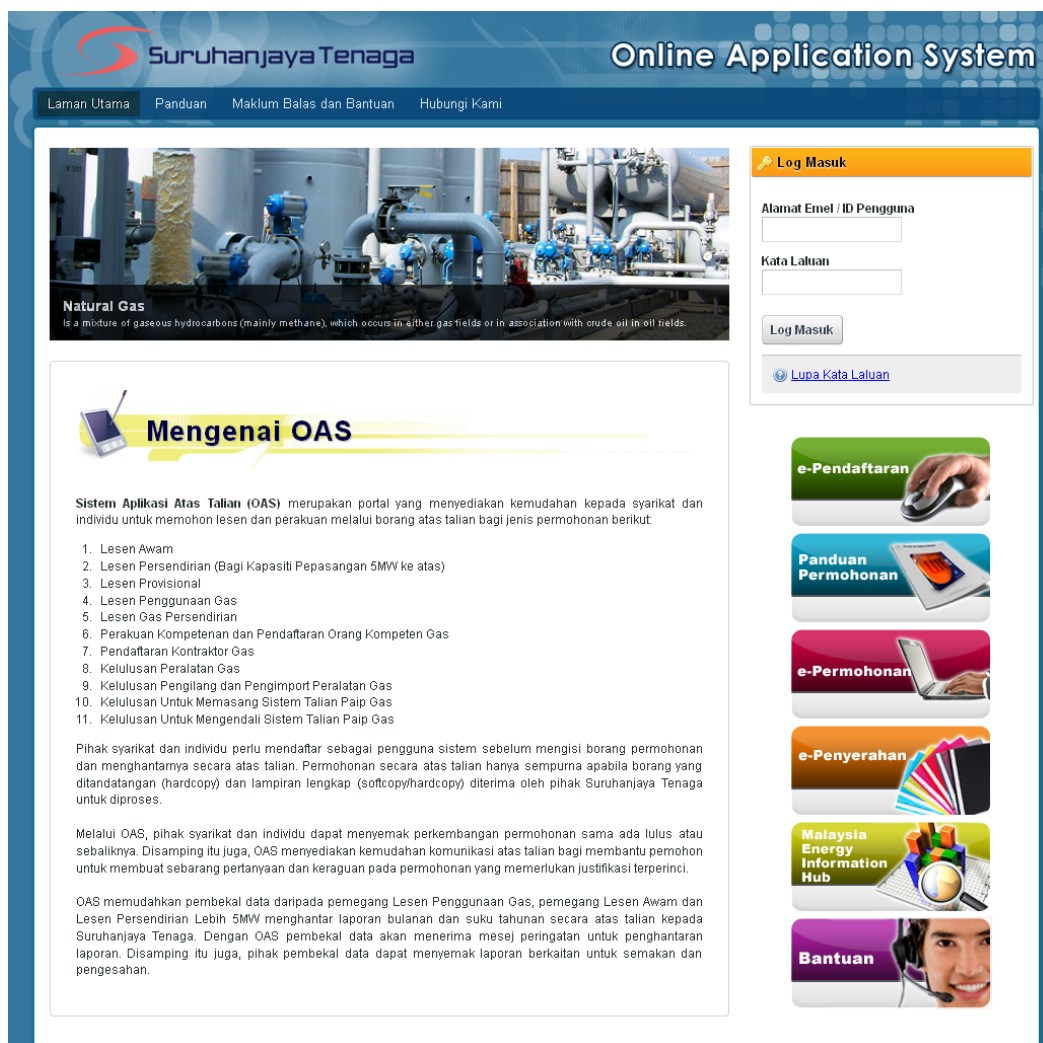 Suruhanjaya Tenaga
Online Application System
Laman Utama Panduan Maklum Balas dan Bantuan Hubungi Kami
Natural Gas
Is a mixture of gaseous hydrocarbons (mainly methane), which occurs in either gas fields or in association with crude oil in oil fields.
Log Masuk
Alamat Emel / ID Pengguna
Kata Laluan
Log Masuk
Lupa Kata Laluan
Mengenai OAS
Sistem Aplikasi Atas Talian (OAS) merupakan portal yang menyediakan kemudahan kepada syarikat dan
individu untuk memohon lesen dan perakuan melalui borang atas talian bagi jenis permohonan berikut:
1. Lesen Awam
2. Lesen Persendirian (Bagi Kapasiti Pepasangan 5MW ke atas)
3. Lesen Provisional
4. Lesen Penggunaan Gas
5. Lesen Gas Persendirian
6. Perakuan Kompetenan dan Pendaftaran Orang Kompeten Gas
7. Pendaftaran Kontraktor Gas
8. Kelulusan Peralatan Gas
9. Kelulusan Pengilang dan Pengimport Peralatan Gas
10. Kelulusan Untuk Memasang Sistem Talian Paip Gas
11. Kelulusan Untuk Mengendali Sistem Talian Paip Gas
Pihak syarikat dan individu perlu mendaftar sebagai pengguna sistem sebelum mengisi borang permohonan
dan menghantarnya secara atas talian. Permohonan secara atas talian hanya sempurna apabila borang yang
ditandatangan (hardcopy) dan lampiran lengkap (softcopy/hardcopy) diterima oleh pihak Suruhanjaya Tenaga
untuk diproses.
Melalui OAS, pihak syarikat dan individu dapat menyemak perkembangan permohonan sama ada lulus atau
sebaliknya. Disamping itu juga, OAS menyediakan kemudahan komunikasi atas talian bagi membantu pemohon
untuk membuat sebarang pertanyaan dan keraguan pada permohonan yang memerlukan justifikasi terperinci.
OAS memudahkan pembekal data daripada pemegang Lesen Penggunaan Gas, pemegang Lesen Awam dan
Lesen Persendirian Lebih 5MW menghantar laporan bulanan dan suku tahunan secara atas talian kepada
Suruhanjaya Tenaga. Dengan OAS pembekal data akan menerima mesej peringatan untuk penghantaran
laporan. Disamping itu juga, pihak pembekal data dapat menyemak laporan berkaitan untuk semakan dan
pengesahan.
e-Pendaftaran
Panduan
Permohonan
e-Permohonan
e-Penyerahan
Malaysia
Energy
Information
Hub
Bantuan